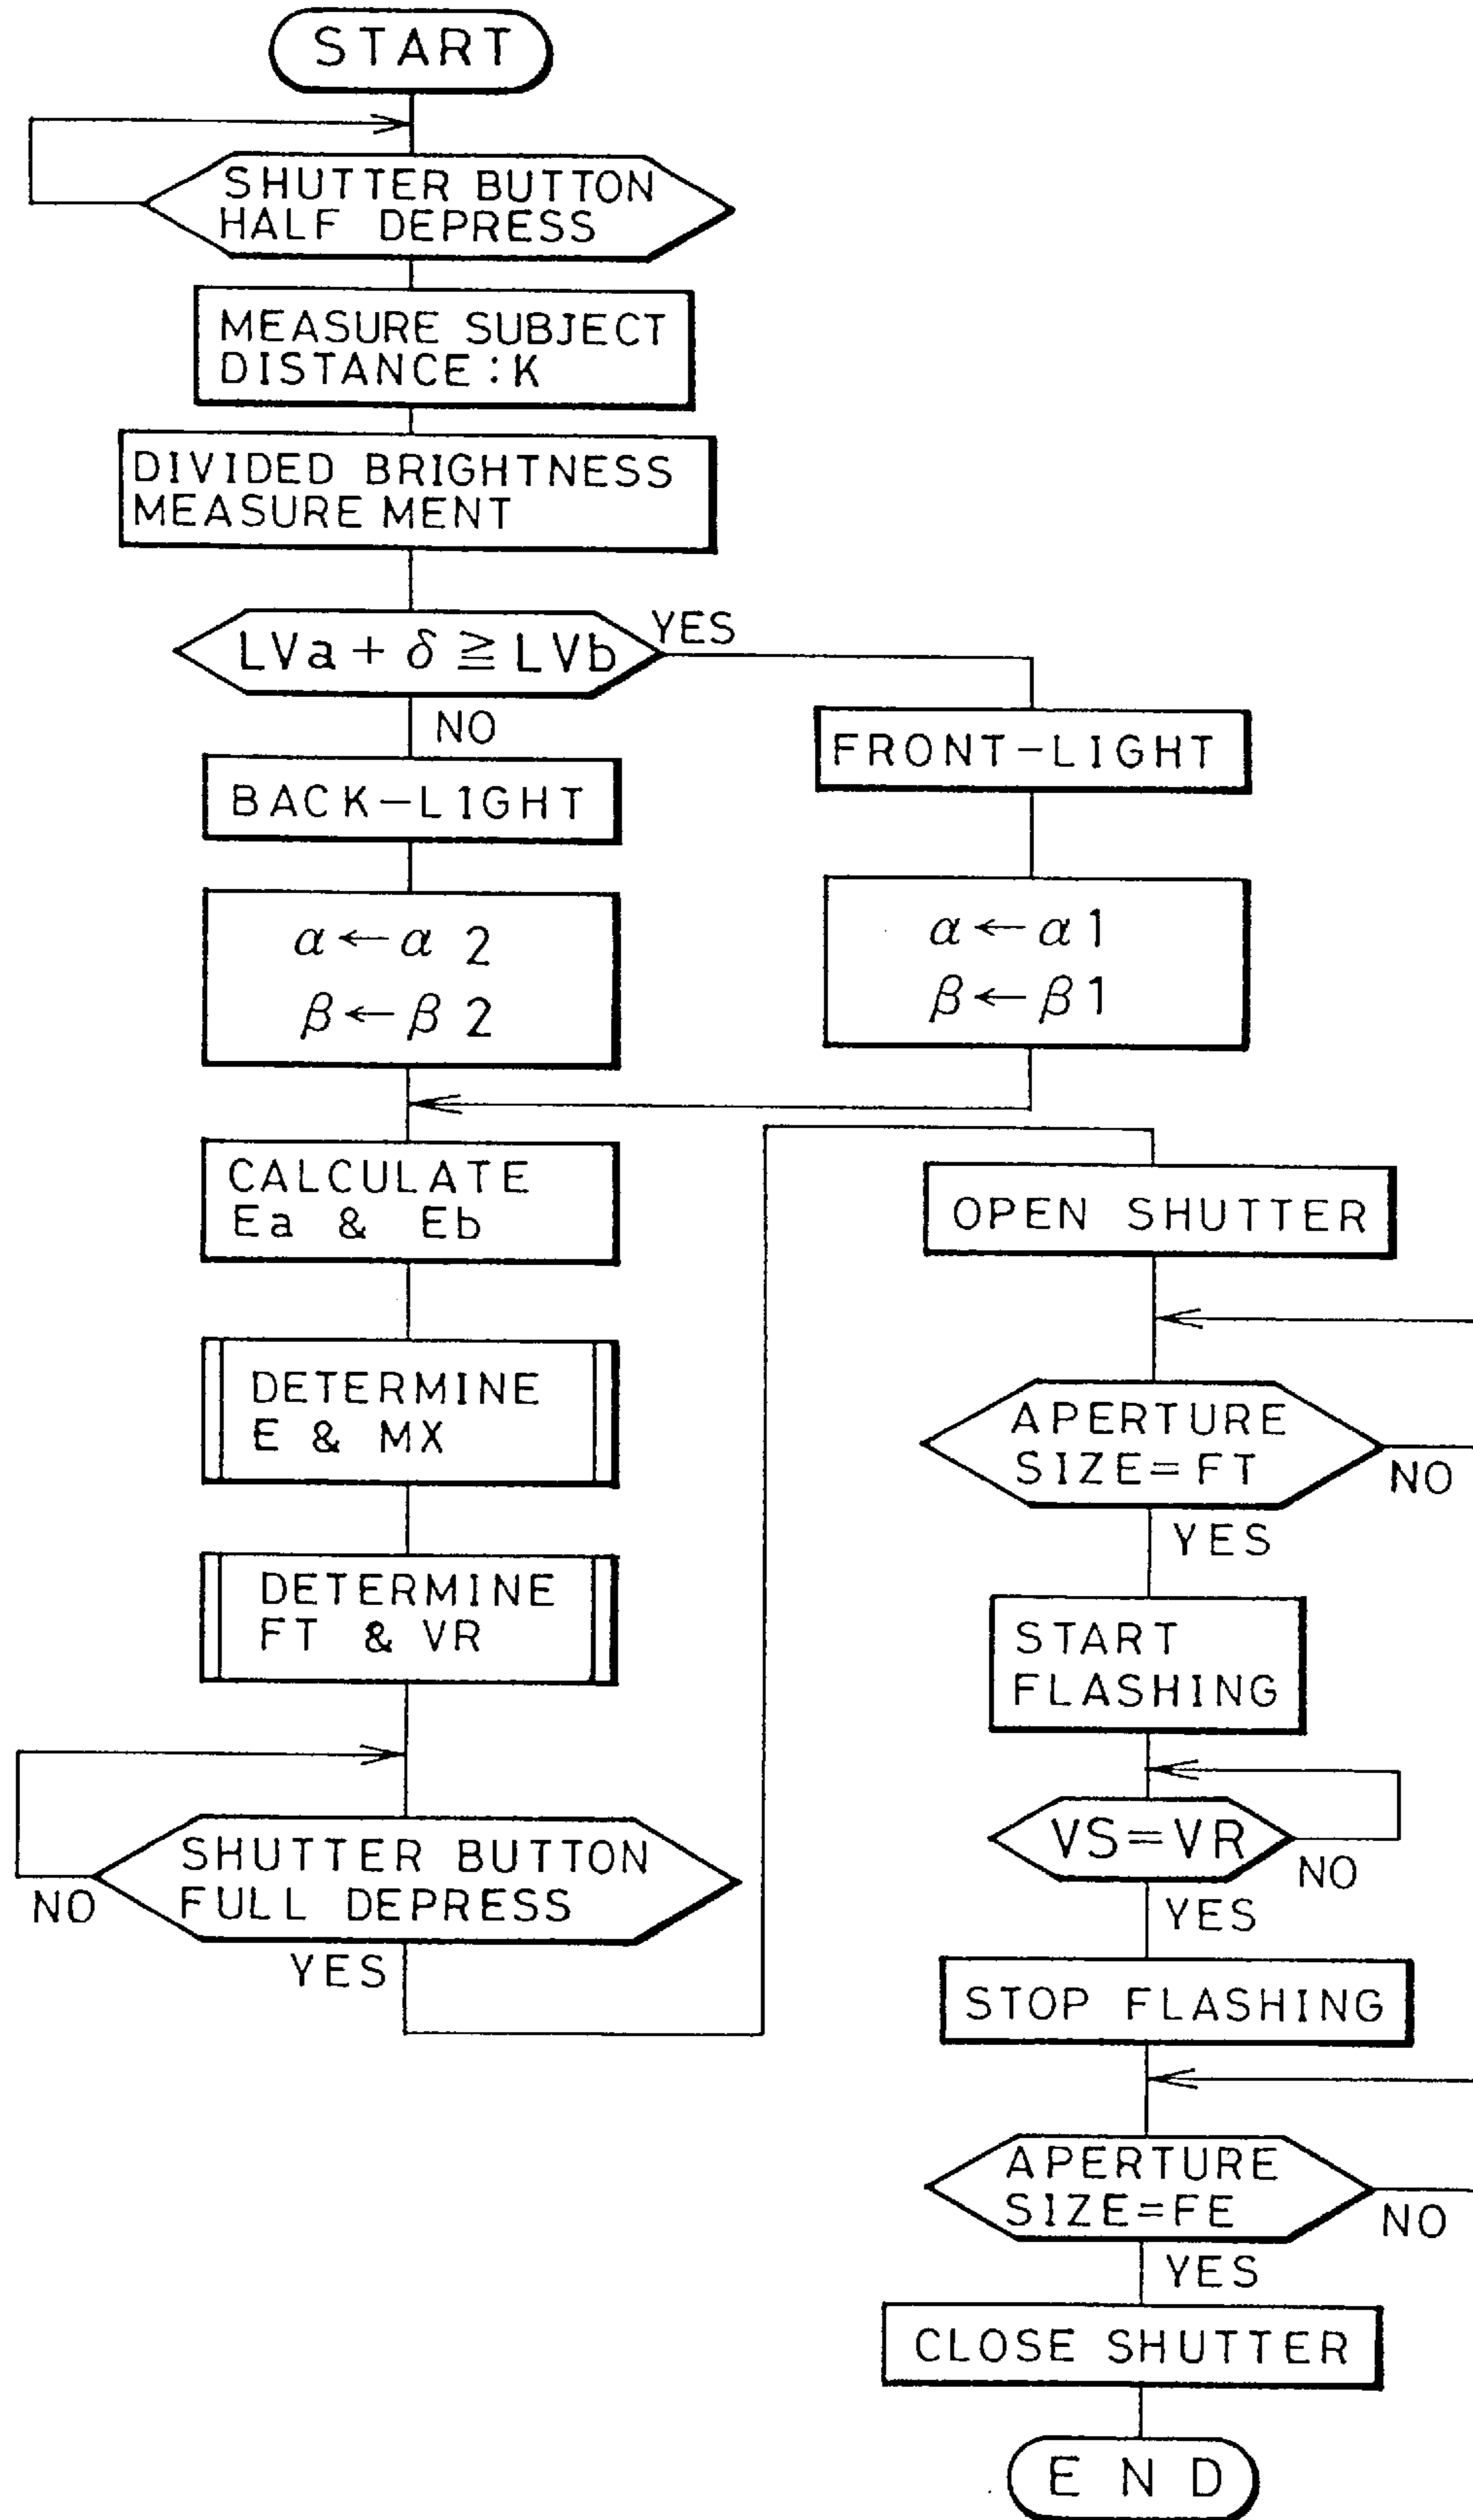 START
SHUTTER BUTTON
HALF DEPRESS
MEASURE SUBJECT
DISTANCE:K
DIVIDED BRIGHTNESS
MEASUREMENT
LVa + δ ≧ LVb
YES
NO
BACK-LIGHT
α ← α 2
β ← β 2
FRONT-LIGHT
α ← α 1
β ← β 1
CALCULATE
Ea & Eb
DETERMINE
E & MX
DETERMINE
FT & VR
SHUTTER BUTTON
FULL DEPRESS
NO
YES
OPEN SHUTTER
APERTURE
SIZE=FT
NO
YES
START
FLASHING
VS=VR
NO
YES
STOP FLASHING
APERTURE
SIZE=FE
NO
YES
CLOSE SHUTTER
END